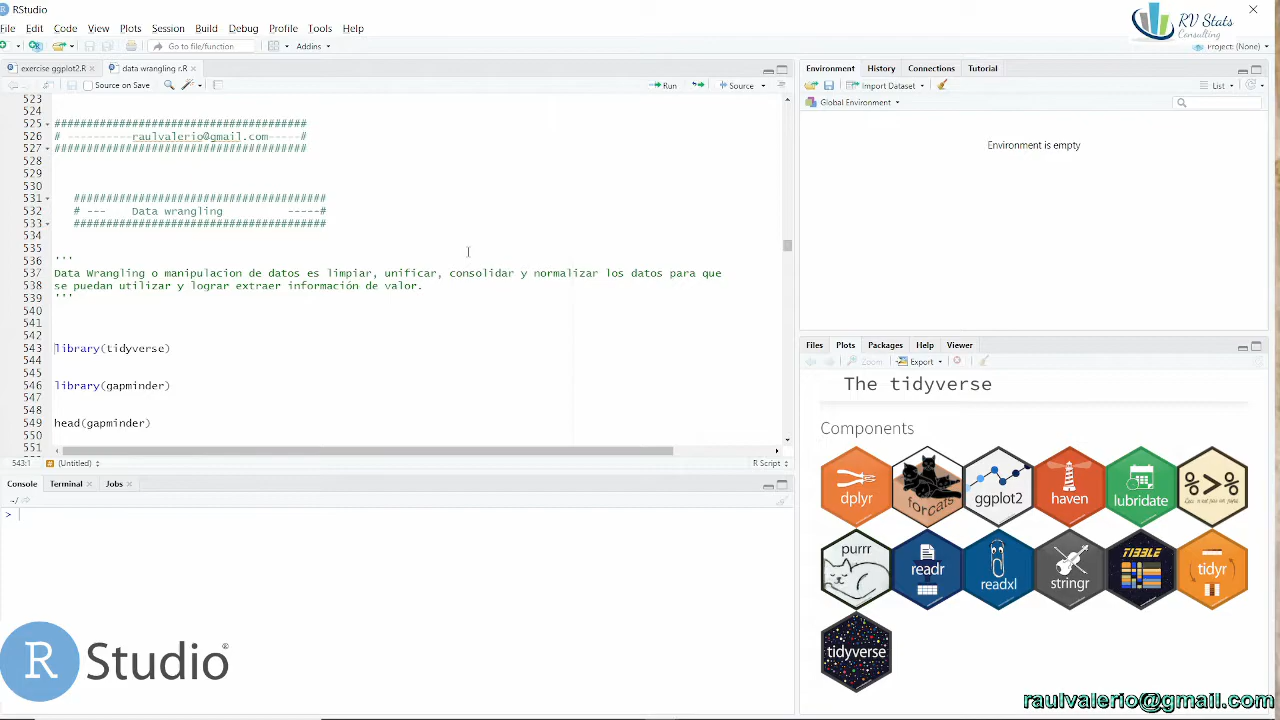 RStudio
File Edit Code View Plots Session Build Debug Profile Tools Help
RV Stats
Consulting
Go to file/function Addins
Project: (None)
exercise ggplot2.R data wrangling r.R
Source on Save Run Source
523
524
525 #######################################
526 # ----------raulvalerio@gmail.com-----#
527 #######################################
528
529
530
531 #######################################
532 # --- Data wrangling -----#
533 #######################################
534
535
536 '''
537 Data Wrangling o manipulacion de datos es limpiar, unificar, consolidar y normalizar los datos para que
538 se puedan utilizar y lograr extraer información de valor.
539 '''
540
541
542
543 library(tidyverse)
544
546 library(gapminder)
547
548
549 head(gapminder)
550
551
543:1 (Untitled) R Script
Console Terminal Jobs
~/
>
R Studio®
Environment History Connections Tutorial
Import Dataset List
Global Environment
Environment is empty
Files Plots Packages Help Viewer
Zoom Export
The tidyverse
Components
dplyr forcats ggplot2 haven lubridate %>%
purrr readr readxl stringr TIBBLE tidyr
tidyverse
raulvalerio@gmail.com